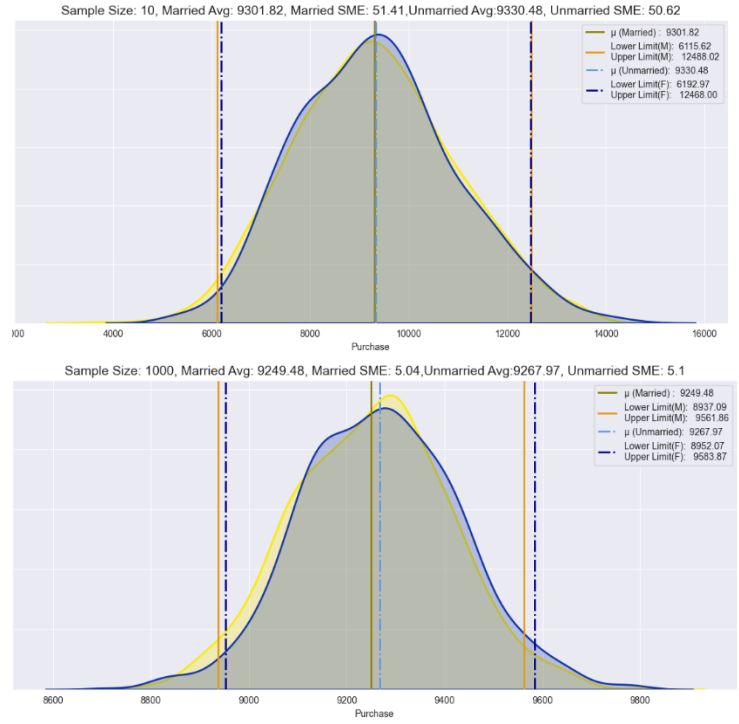 Sample Size: 10, Married Avg: 9301.82, Married SME: 51.41,Unmarried Avg:9330.48, Unmarried SME: 50.62
μ (Married) : 9301.82
Lower Limit(M): 6115.62
Upper Limit(M): 12488.02
μ (Unmarried): 9330.48
Lower Limit(F): 6192.97
Upper Limit(F): 12468.00
000 4000 6000 8000 10000 12000 14000 16000
Purchase
Sample Size: 1000, Married Avg: 9249.48, Married SME: 5.04,Unmarried Avg:9267.97, Unmarried SME: 5.1
μ (Married) : 9249.48
Lower Limit(M): 8937.09
Upper Limit(M): 9561.86
μ (Unmarried): 9267.97
Lower Limit(F): 8952.07
Upper Limit(F): 9583.87
8600 8800 9000 9200 9400 9600 9800
Purchase